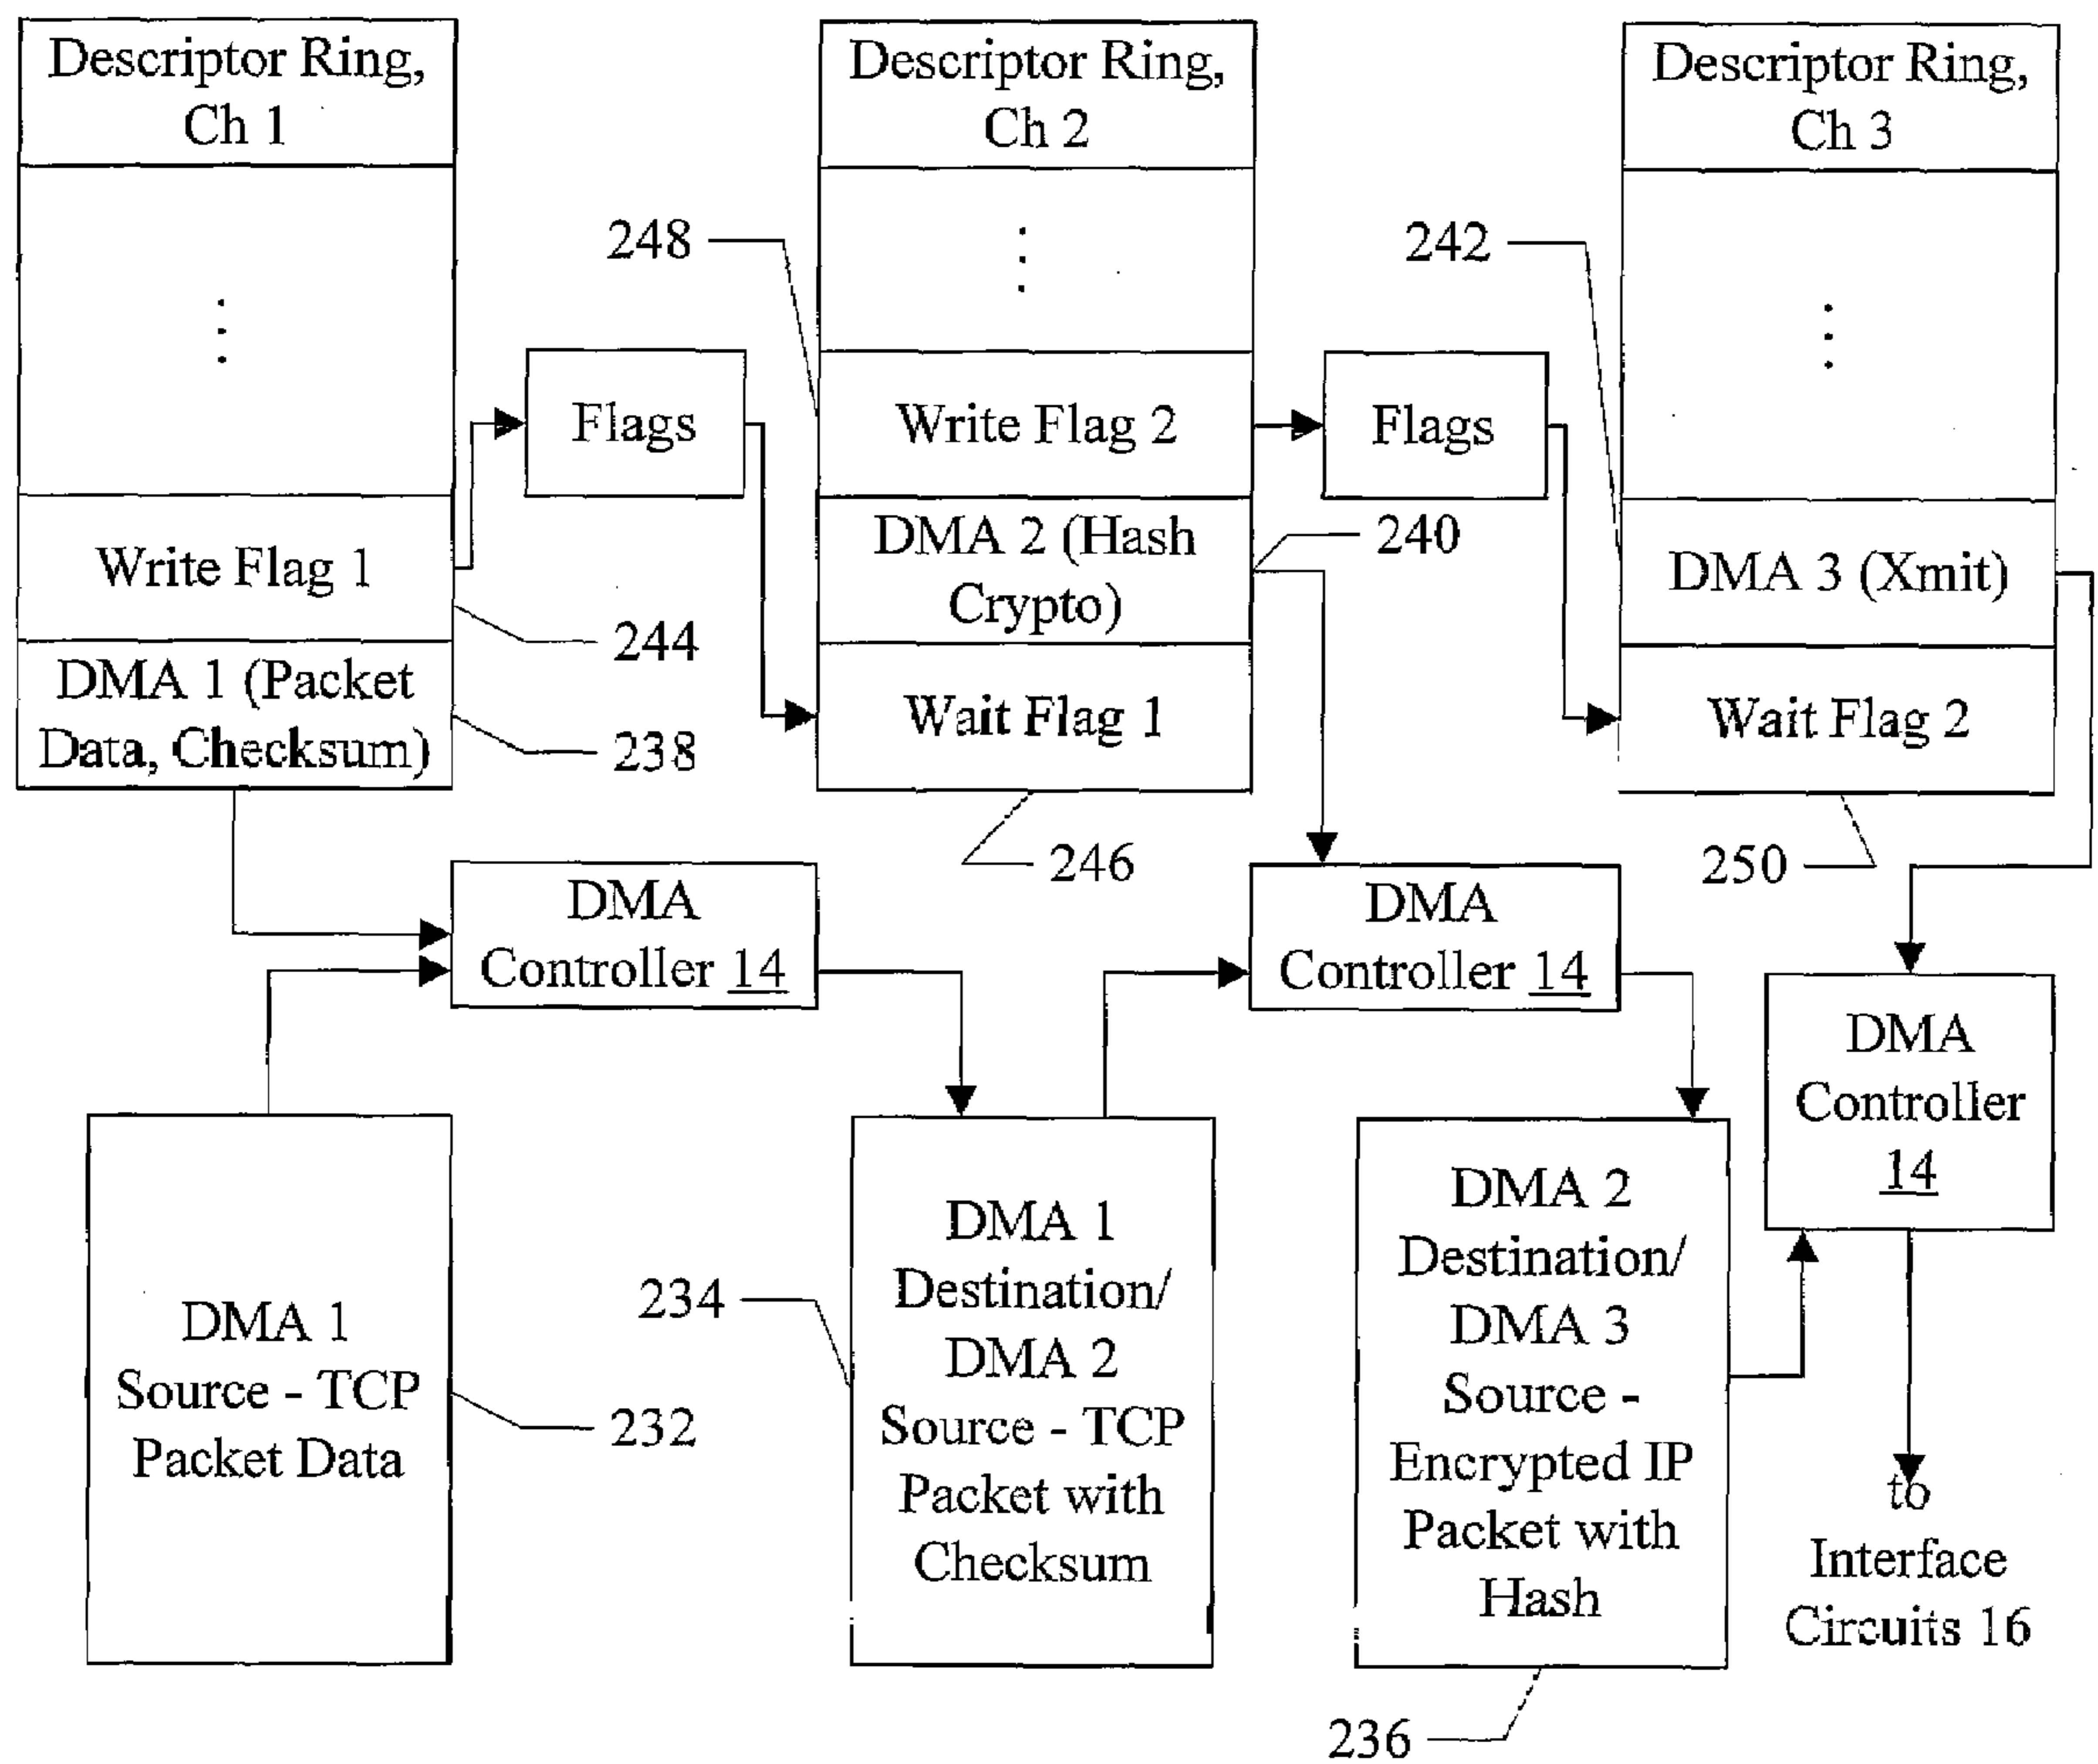 Descriptor Ring,
Ch 1
Descriptor Ring,
Ch 2
Descriptor Ring,
Ch 3
248
242
Flags
Write Flag 2
Flags
Write Flag 1
DMA 2 (Hash
Crypto)
240
DMA 3 (Xmit)
244
DMA 1 (Packet
Data, Checksum)
238
Wait Flag 1
Wait Flag 2
246
250
DMA
Controller 14
DMA
Controller 14
DMA
Controller
14
DMA 1
Source - TCP
Packet Data
232
234
DMA 1
Destination/
DMA 2
Source - TCP
Packet with
Checksum
DMA 2
Destination/
DMA 3
Source -
Encrypted IP
Packet with
Hash
to
Interface
Circuits 16
236